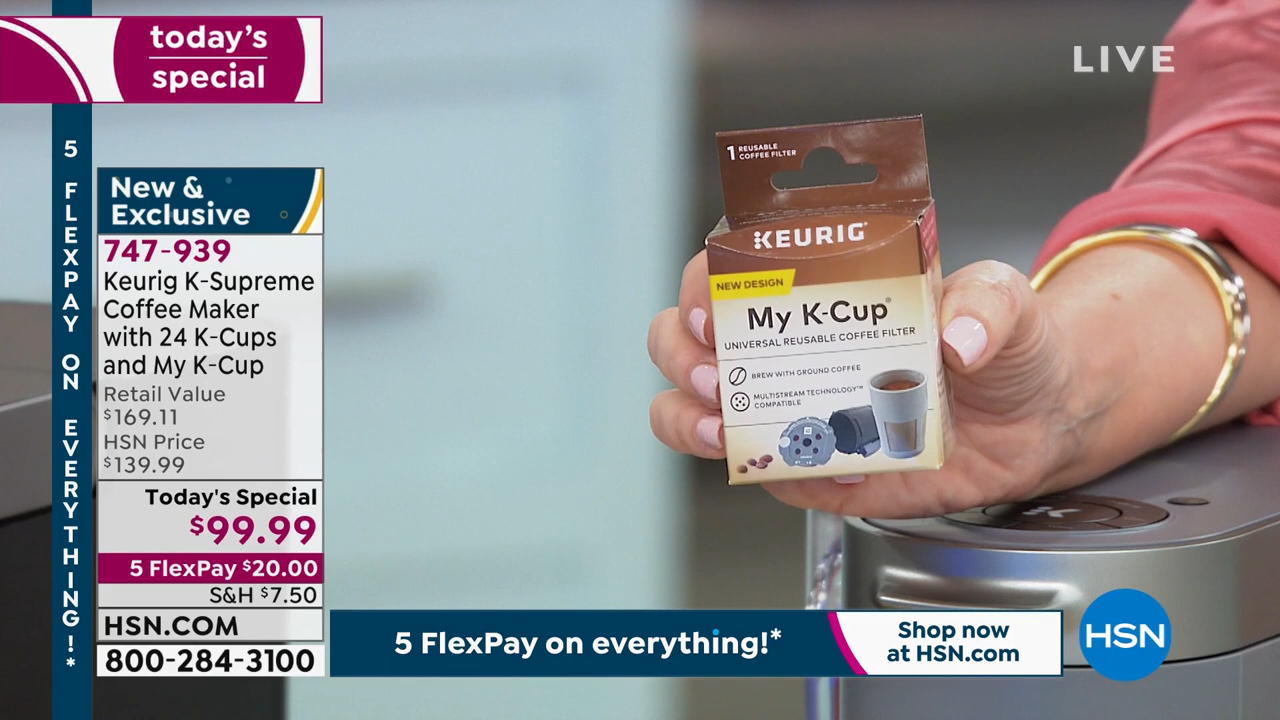 today's
special
LIVE
5 FLEXPAY ON EVERYTHING!*
New &
Exclusive
747-939
Keurig K-Supreme
Coffee Maker
with 24 K-Cups
and My K-Cup
Retail Value
$169.11
HSN Price
$139.99
Today's Special
$99.99
5 FlexPay $20.00
S&H $7.50
HSN.COM
800-284-3100
1 REUSABLE
COFFEE FILTER
KEURIG®
NEW DESIGN
My K-Cup®
UNIVERSAL REUSABLE COFFEE FILTER
BREW WITH GROUND COFFEE
MULTISTREAM TECHNOLOGY™
COMPATIBLE
5 FlexPay on everything!*
Shop now
at HSN.com
HSN